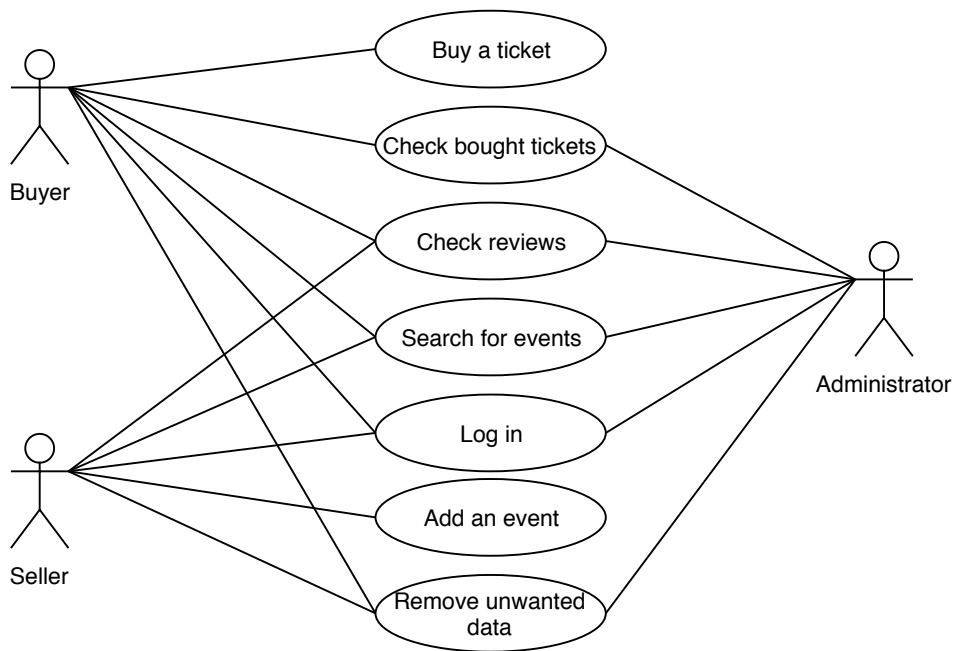 Buy a ticket
Check bought tickets
Buyer
Check reviews
Search for events
Administrator
Log in
Add an event
Seller
Remove unwanted
data